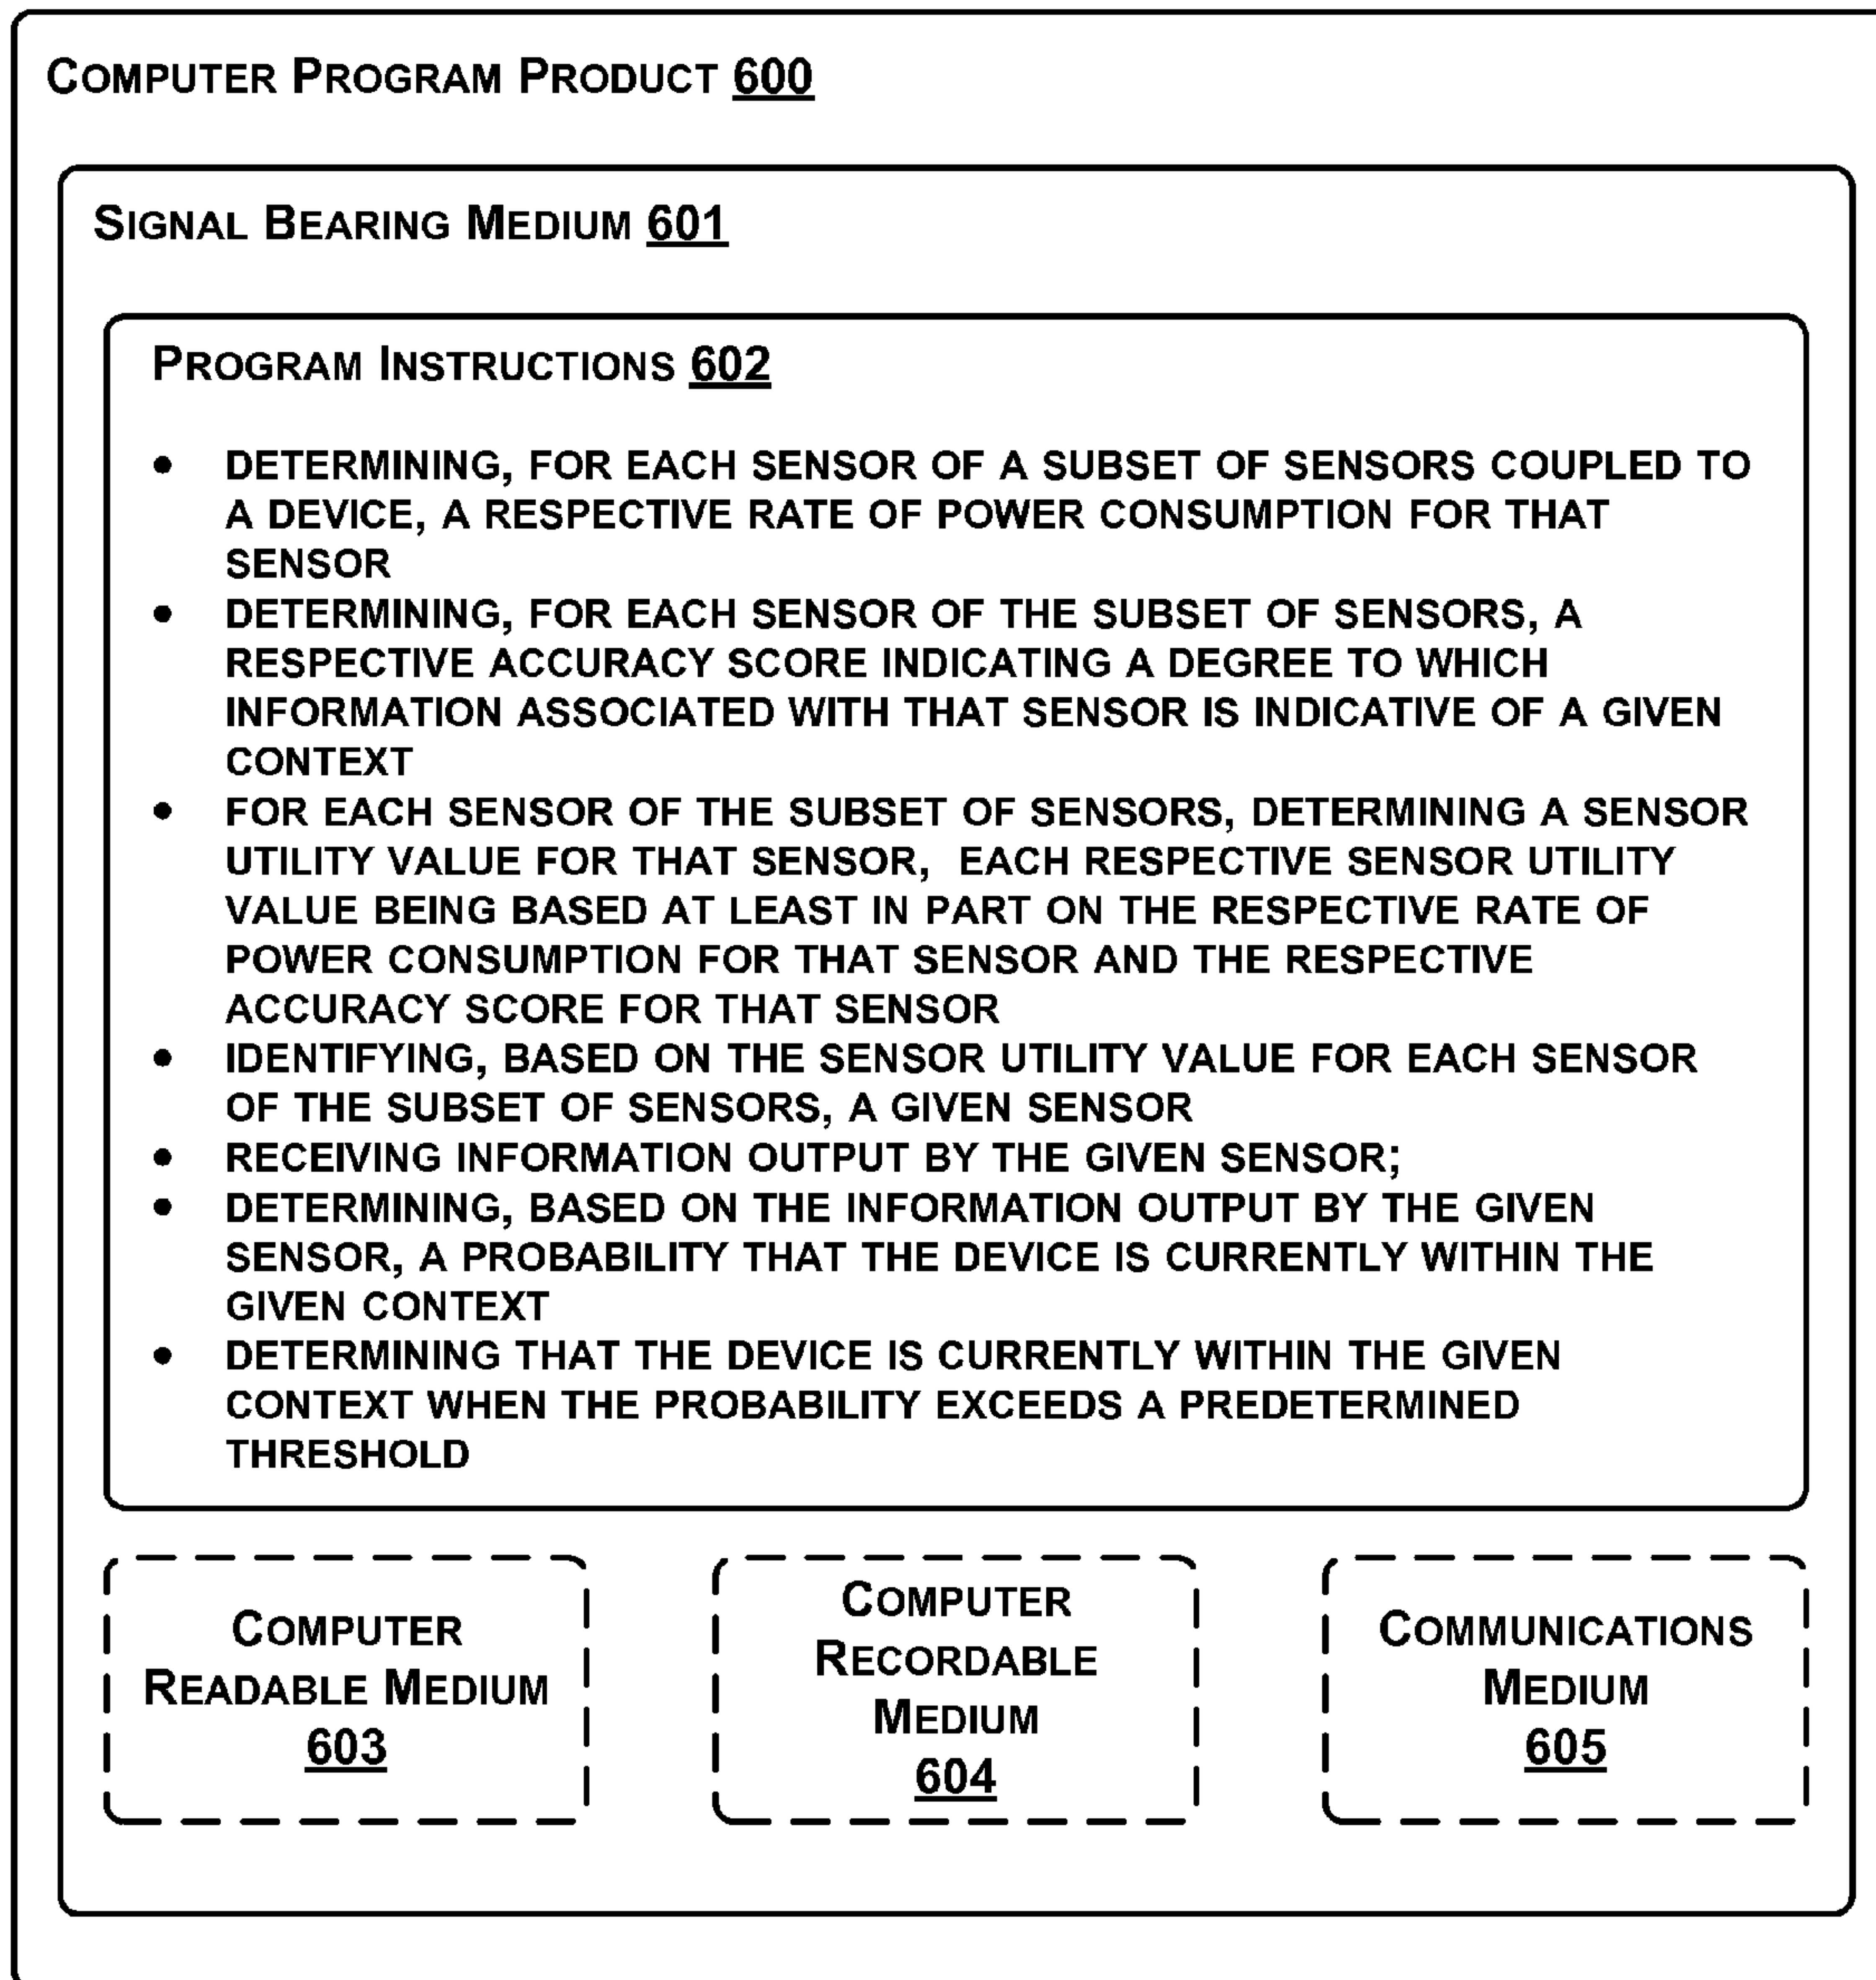 COMPUTER PROGRAM PRODUCT 600
SIGNAL BEARING MEDIUM 601
PROGRAM INSTRUCTIONS 602
• DETERMINING, FOR EACH SENSOR OF A SUBSET OF SENSORS COUPLED TO
A DEVICE, A RESPECTIVE RATE OF POWER CONSUMPTION FOR THAT
SENSOR
• DETERMINING, FOR EACH SENSOR OF THE SUBSET OF SENSORS, A
RESPECTIVE ACCURACY SCORE INDICATING A DEGREE TO WHICH
INFORMATION ASSOCIATED WITH THAT SENSOR IS INDICATIVE OF A GIVEN
CONTEXT
• FOR EACH SENSOR OF THE SUBSET OF SENSORS, DETERMINING A SENSOR
UTILITY VALUE FOR THAT SENSOR, EACH RESPECTIVE SENSOR UTILITY
VALUE BEING BASED AT LEAST IN PART ON THE RESPECTIVE RATE OF
POWER CONSUMPTION FOR THAT SENSOR AND THE RESPECTIVE
ACCURACY SCORE FOR THAT SENSOR
• IDENTIFYING, BASED ON THE SENSOR UTILITY VALUE FOR EACH SENSOR
OF THE SUBSET OF SENSORS, A GIVEN SENSOR
• RECEIVING INFORMATION OUTPUT BY THE GIVEN SENSOR;
• DETERMINING, BASED ON THE INFORMATION OUTPUT BY THE GIVEN
SENSOR, A PROBABILITY THAT THE DEVICE IS CURRENTLY WITHIN THE
GIVEN CONTEXT
• DETERMINING THAT THE DEVICE IS CURRENTLY WITHIN THE GIVEN
CONTEXT WHEN THE PROBABILITY EXCEEDS A PREDETERMINED
THRESHOLD
COMPUTER
READABLE MEDIUM
603
COMPUTER
RECORDABLE
MEDIUM
604
COMMUNICATIONS
MEDIUM
605